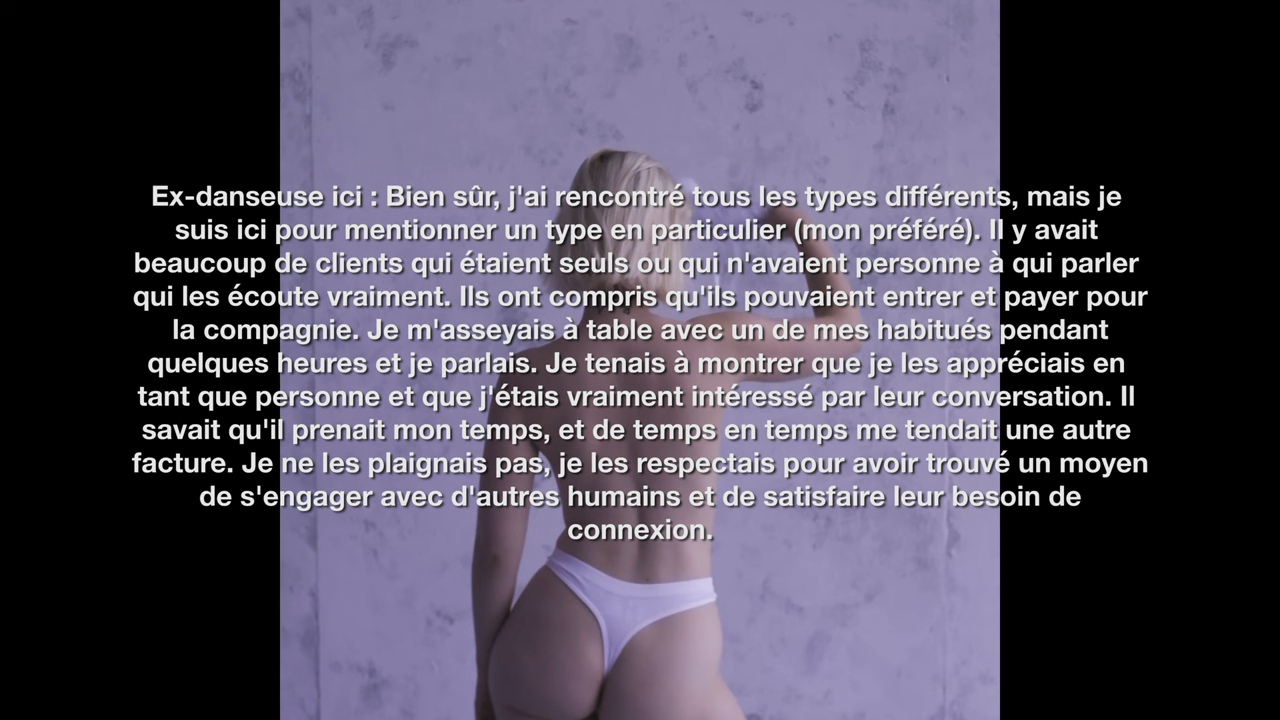 Ex-danseuse ici : Bien sûr, j'ai rencontré tous les types différents, mais je
suis ici pour mentionner un type en particulier (mon préféré). Il y avait
beaucoup de clients qui étaient seuls ou qui n'avaient personne à qui parler
qui les écoute vraiment. Ils ont compris qu'ils pouvaient entrer et payer pour
la compagnie. Je m'asseyais à table avec un de mes habitués pendant
quelques heures et je parlais. Je tenais à montrer que je les appréciais en
tant que personne et que j'étais vraiment intéressé par leur conversation. Il
savait qu'il prenait mon temps, et de temps en temps me tendait une autre
facture. Je ne les plaignais pas, je les respectais pour avoir trouvé un moyen
de s'engager avec d'autres humains et de satisfaire leur besoin de
connexion.